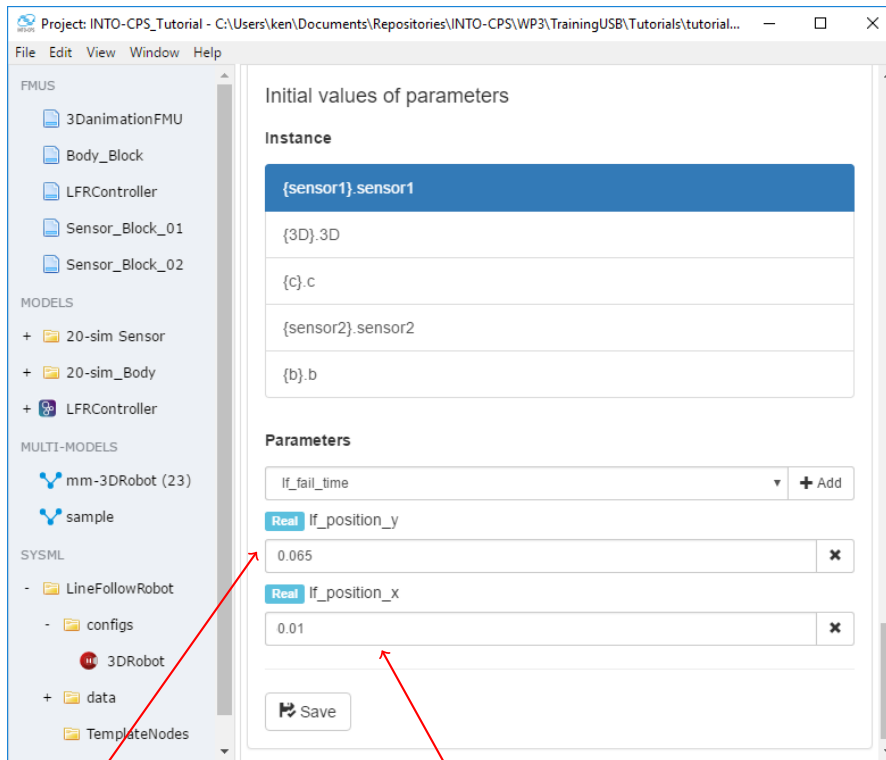 Project: INTO-CPS_Tutorial - C:\Users\ken\Documents\Repositories\INTO-CPS\WP3\TrainingUSB\Tutorials\tutorial...
File Edit View Window Help
FMUS
3DanimationFMU
Body_Block
LFRController
Sensor_Block_01
Sensor_Block_02
MODELS
+ 20-sim Sensor
+ 20-sim_Body
+ LFRController
MULTI-MODELS
mm-3DRobot (23)
sample
SYSML
- LineFollowRobot
- configs
3DRobot
+ data
TemplateNodes
Initial values of parameters
Instance
{sensor1}.sensor1
{3D}.3D
{c}.c
{sensor2}.sensor2
{b}.b
Parameters
lf_fail_time
+ Add
Real lf_position_y
0.065
Real lf_position_x
0.01
Save